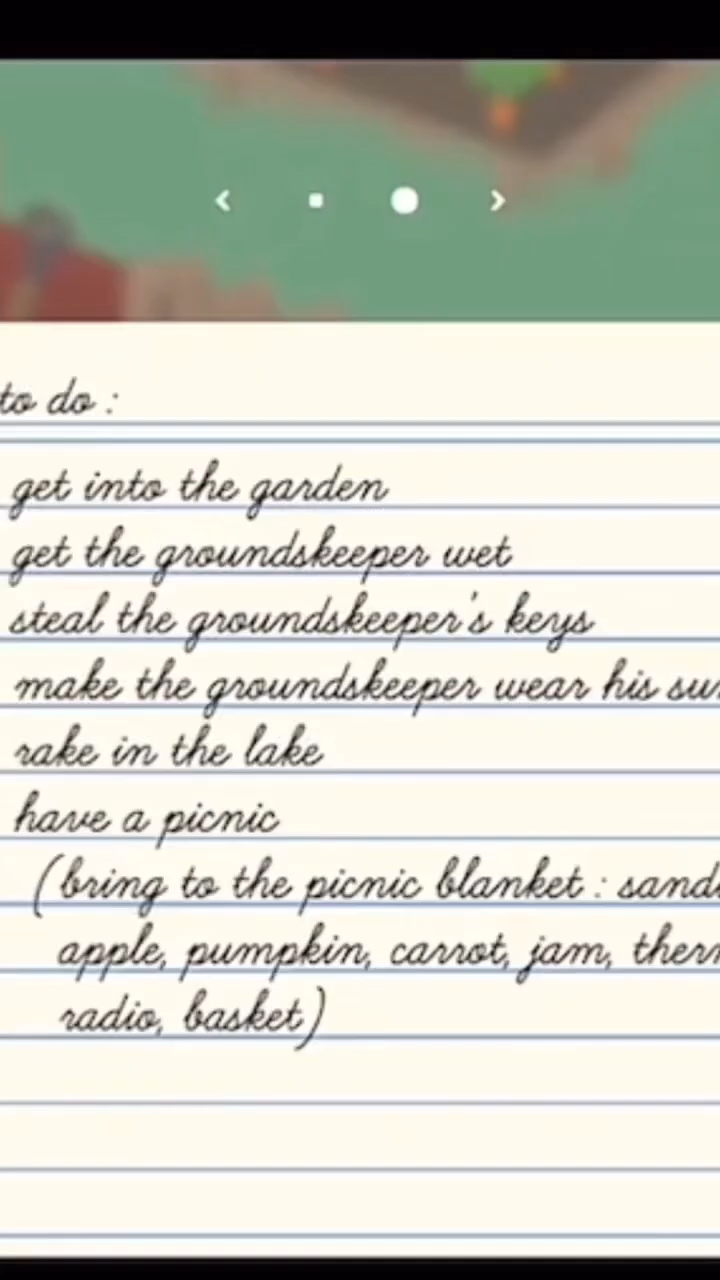 to do :
get into the garden
get the groundskeeper wet
steal the groundskeeper's keys
make the groundskeeper wear his
rake in the lake
have a picnic
(bring to the picnic blanket :
apple, pumpkin, carrot, jam,
radio, basket)